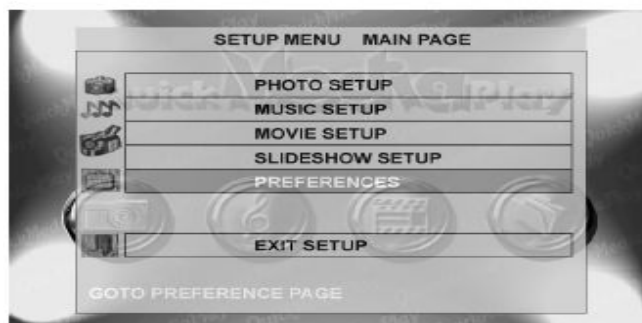 SETUP MENU MAIN PAGE
PHOTO SETUP
MUSIC SETUP
MOVIE SETUP
SLIDESHOW SETUP
PREFERENCES
EXIT SETUP
GOTO PREFERENCE PAGE